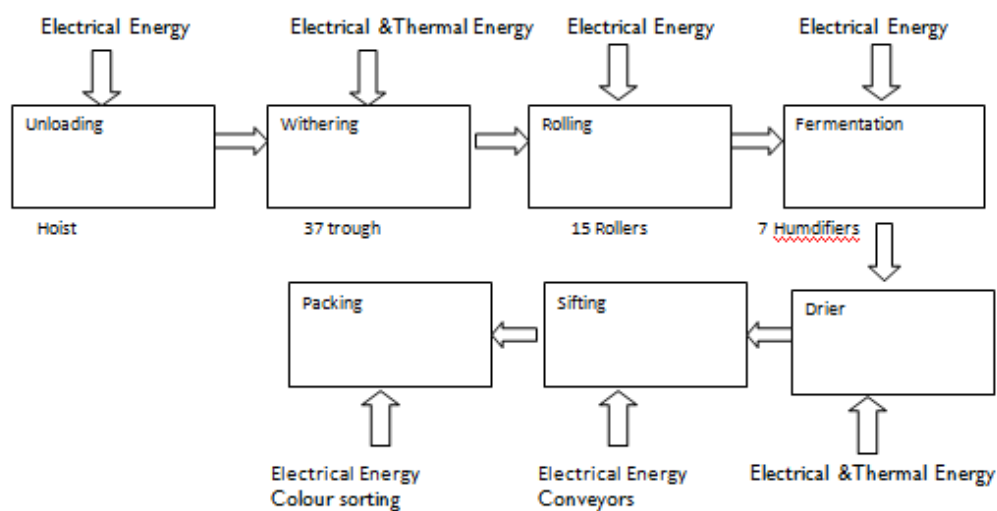 Electrical Energy
Electrical &Thermal Energy
Electrical Energy
Electrical Energy
Unloading
Withering
Rolling
Fermentation
Hoist
37 trough
15 Rollers
7 Humdifiers
Packing
Sifting
Drier
Electrical Energy
Colour sorting
Electrical Energy
Conveyors
Electrical &Thermal Energy